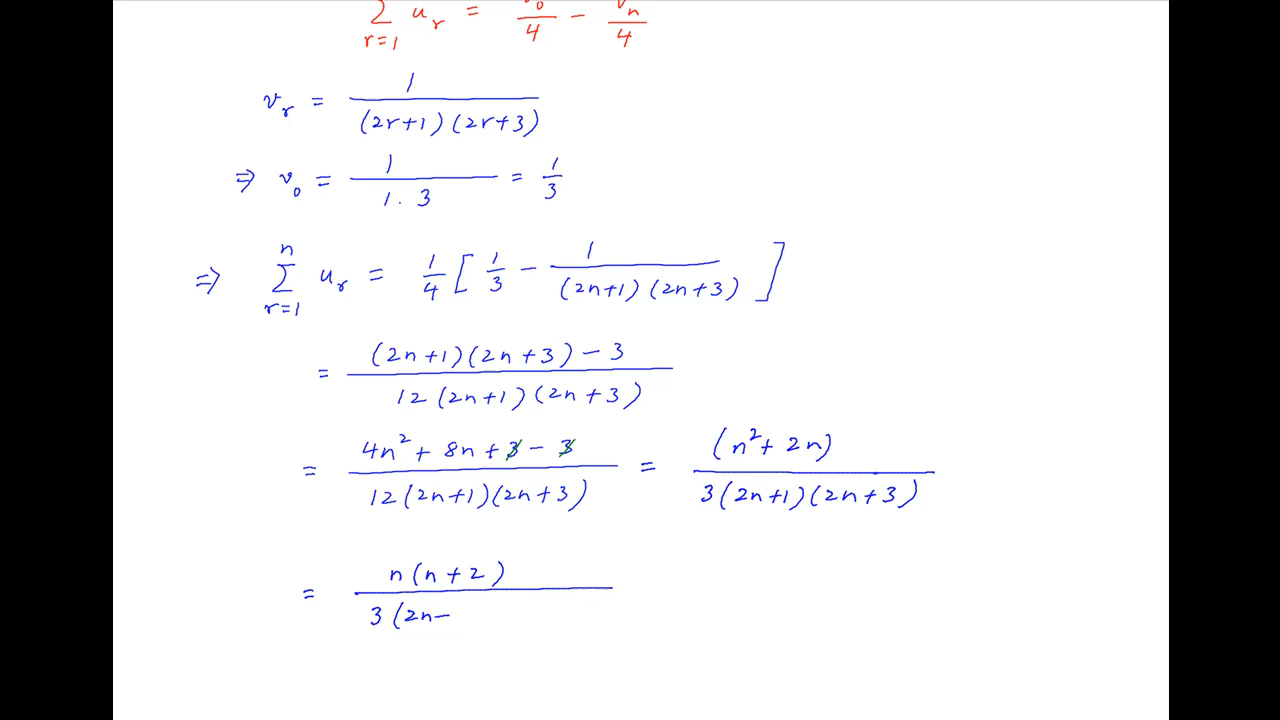 n
∑ u_r = v_0/4 − v_n/4
r=1
v_r = 1/((2r+1)(2r+3))
⇒ v_0 = 1/(1·3) = 1/3
⇒ ∑_{r=1}^{n} u_r = 1/4 [ 1/3 − 1/((2n+1)(2n+3)) ]
= ((2n+1)(2n+3) − 3)/(12(2n+1)(2n+3))
= (4n² + 8n + 3 − 3)/(12(2n+1)(2n+3)) = (n² + 2n)/(3(2n+1)(2n+3))
= n(n+2)/(3(2n−